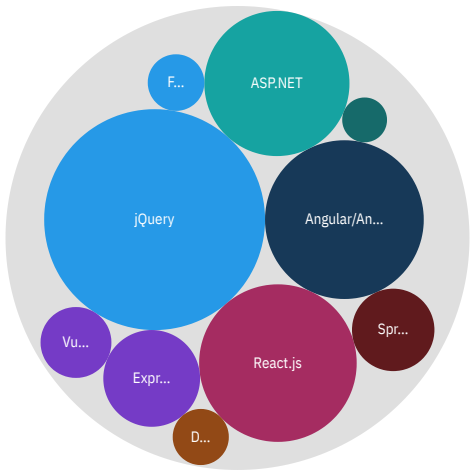 ASP.NET
F...
jQuery
Angular/An...
Spr...
Vu...
React.js
Expr...
D...